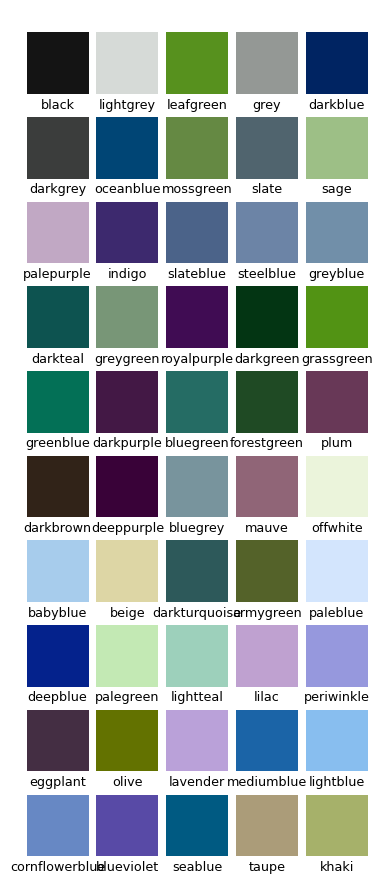 black lightgrey leafgreen grey darkblue
darkgrey oceanblue mossgreen slate sage
palepurple indigo slateblue steelblue greyblue
darkteal greygreen royalpurple darkgreen grassgreen
greenblue darkpurple bluegreen forestgreen plum
darkbrown deeppurple bluegrey mauve offwhite
babyblue beige darkturquoise armygreen paleblue
deepblue palegreen lightteal lilac periwinkle
eggplant olive lavender mediumblue lightblue
cornflowerblue blueviolet seablue taupe khaki